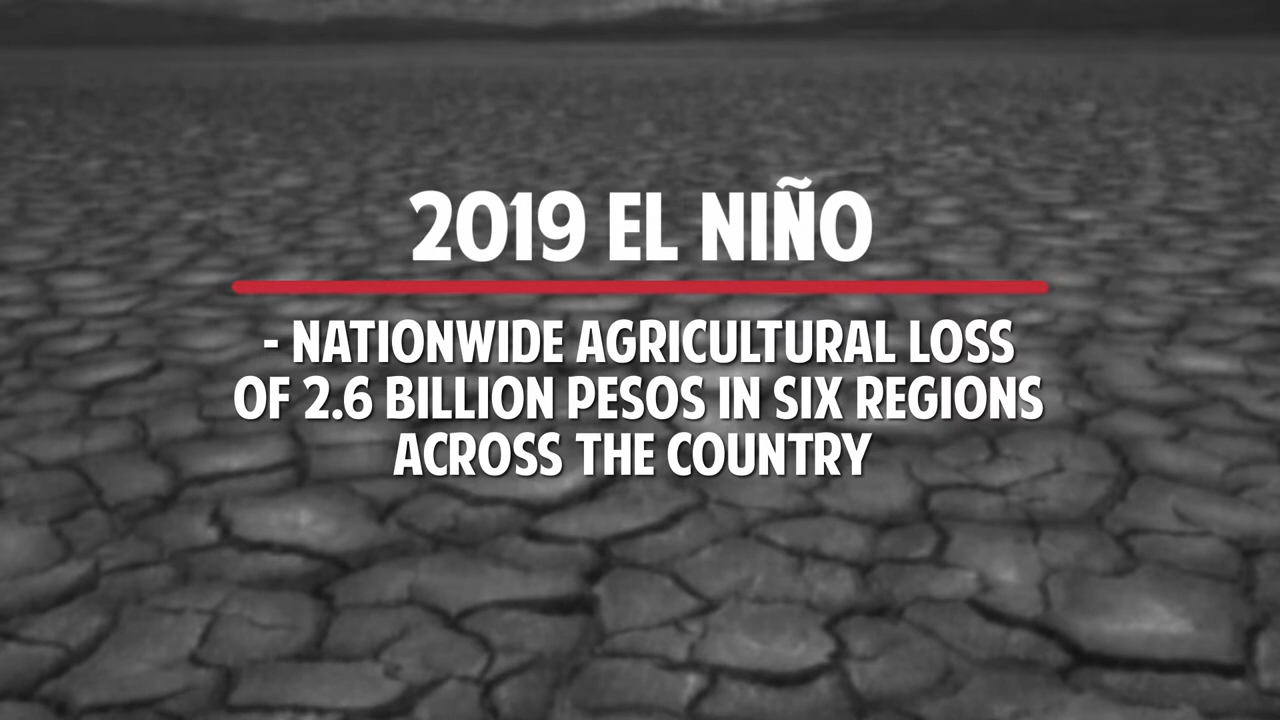 2019 EL NIÑO
- NATIONWIDE AGRICULTURAL LOSS
OF 2.6 BILLION PESOS IN SIX REGIONS
ACROSS THE COUNTRY